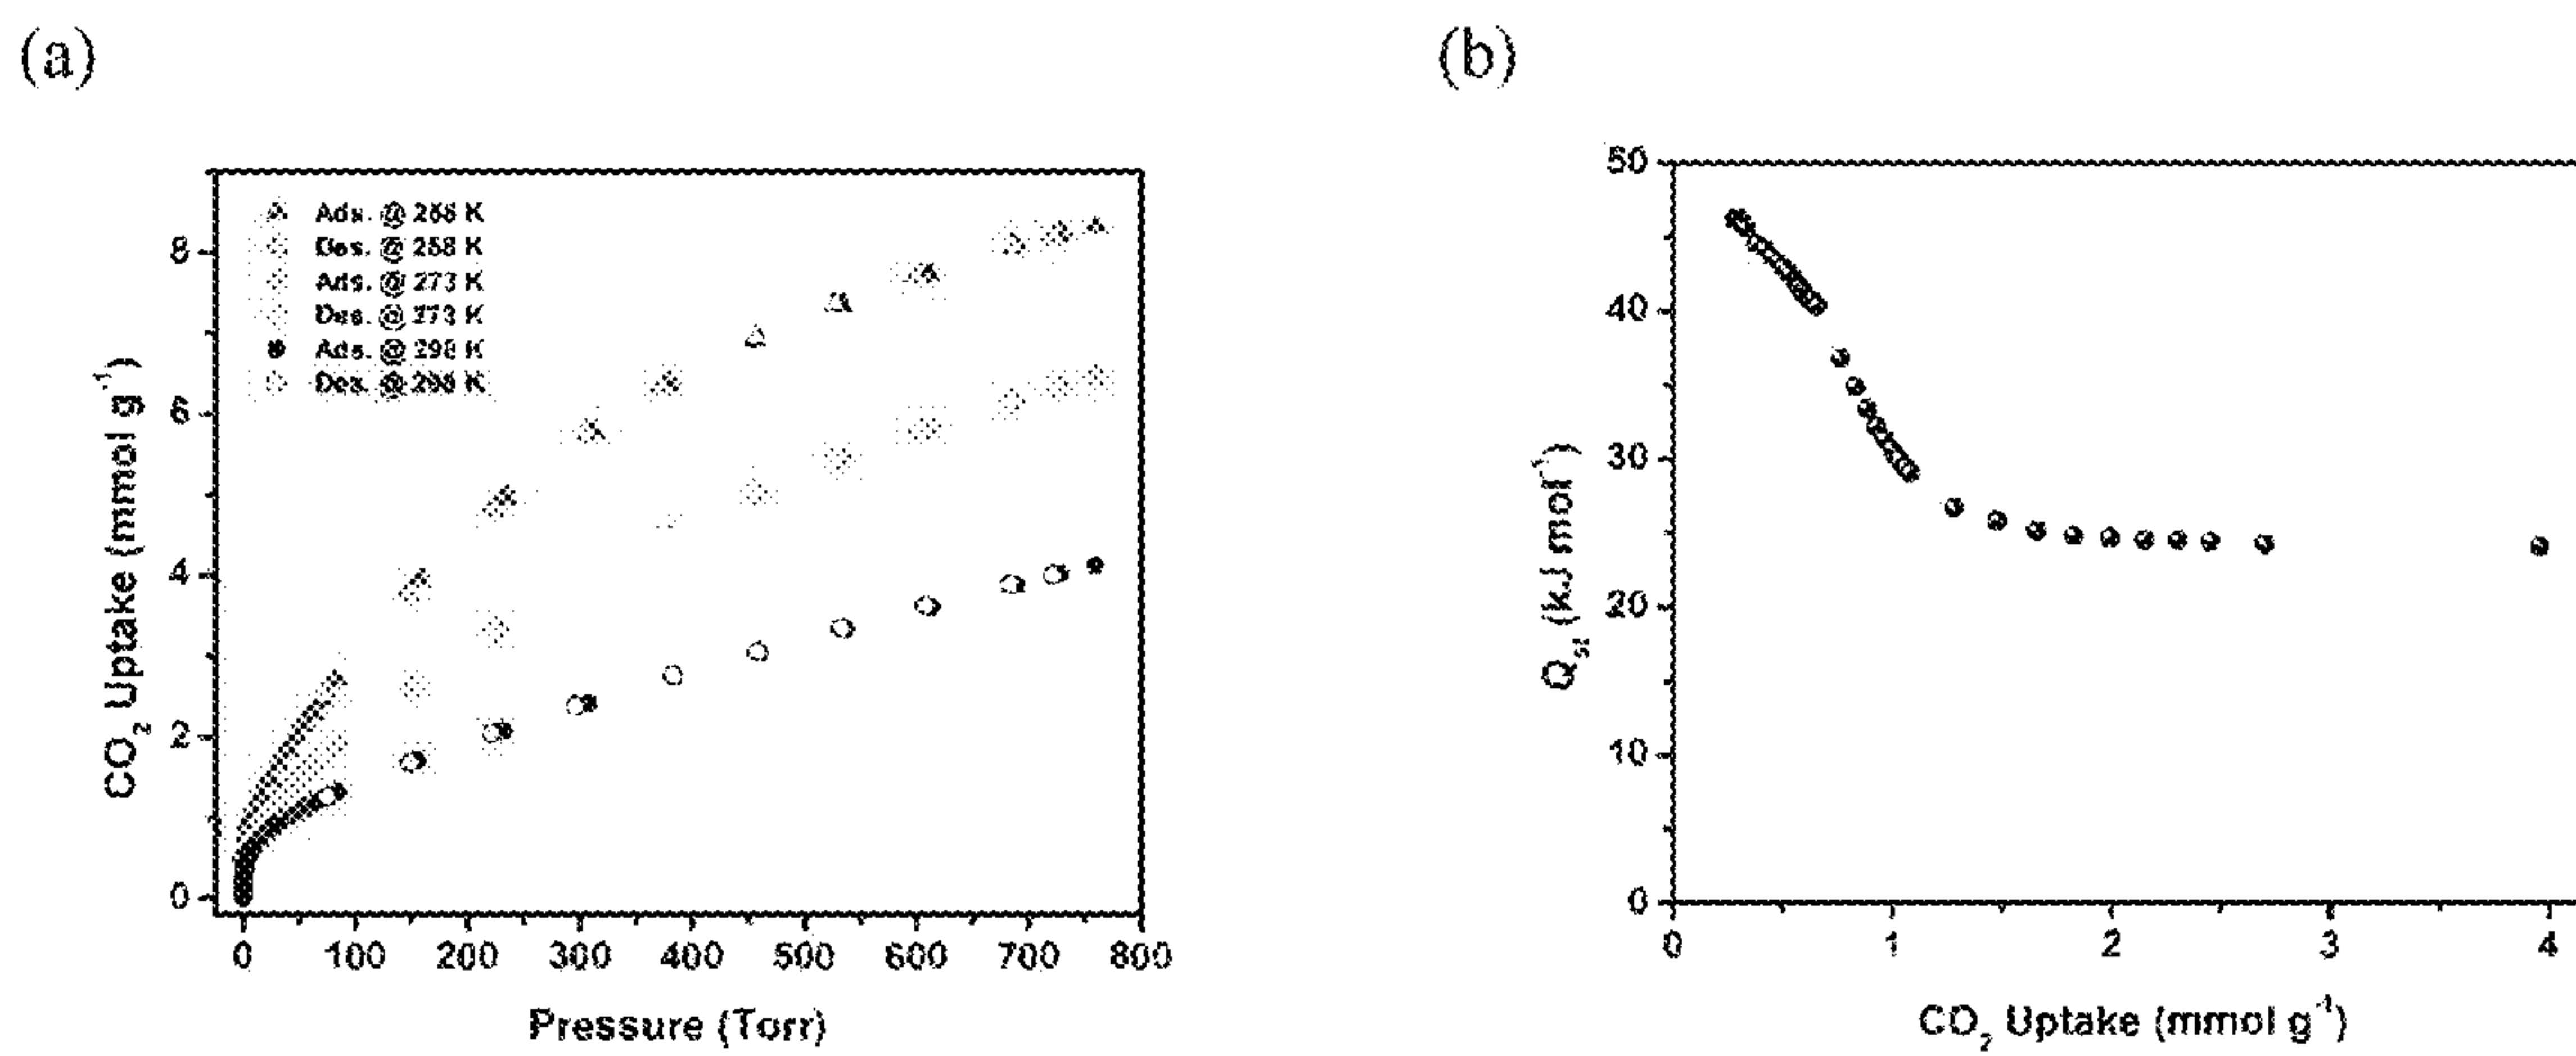 (a)
(b)
Ads. @ 258 K
Des. @ 258 K
Ads. @ 273 K
Des. @ 273 K
Ads. @ 298 K
Des. @ 298 K
8
6
4
2
0
CO2 Uptake (mmol g-1)
0 100 200 300 400 500 600 700 800
Pressure (Torr)
50
40
30
20
10
0
Qst (kJ mol-1)
0 1 2 3 4
CO2 Uptake (mmol g-1)